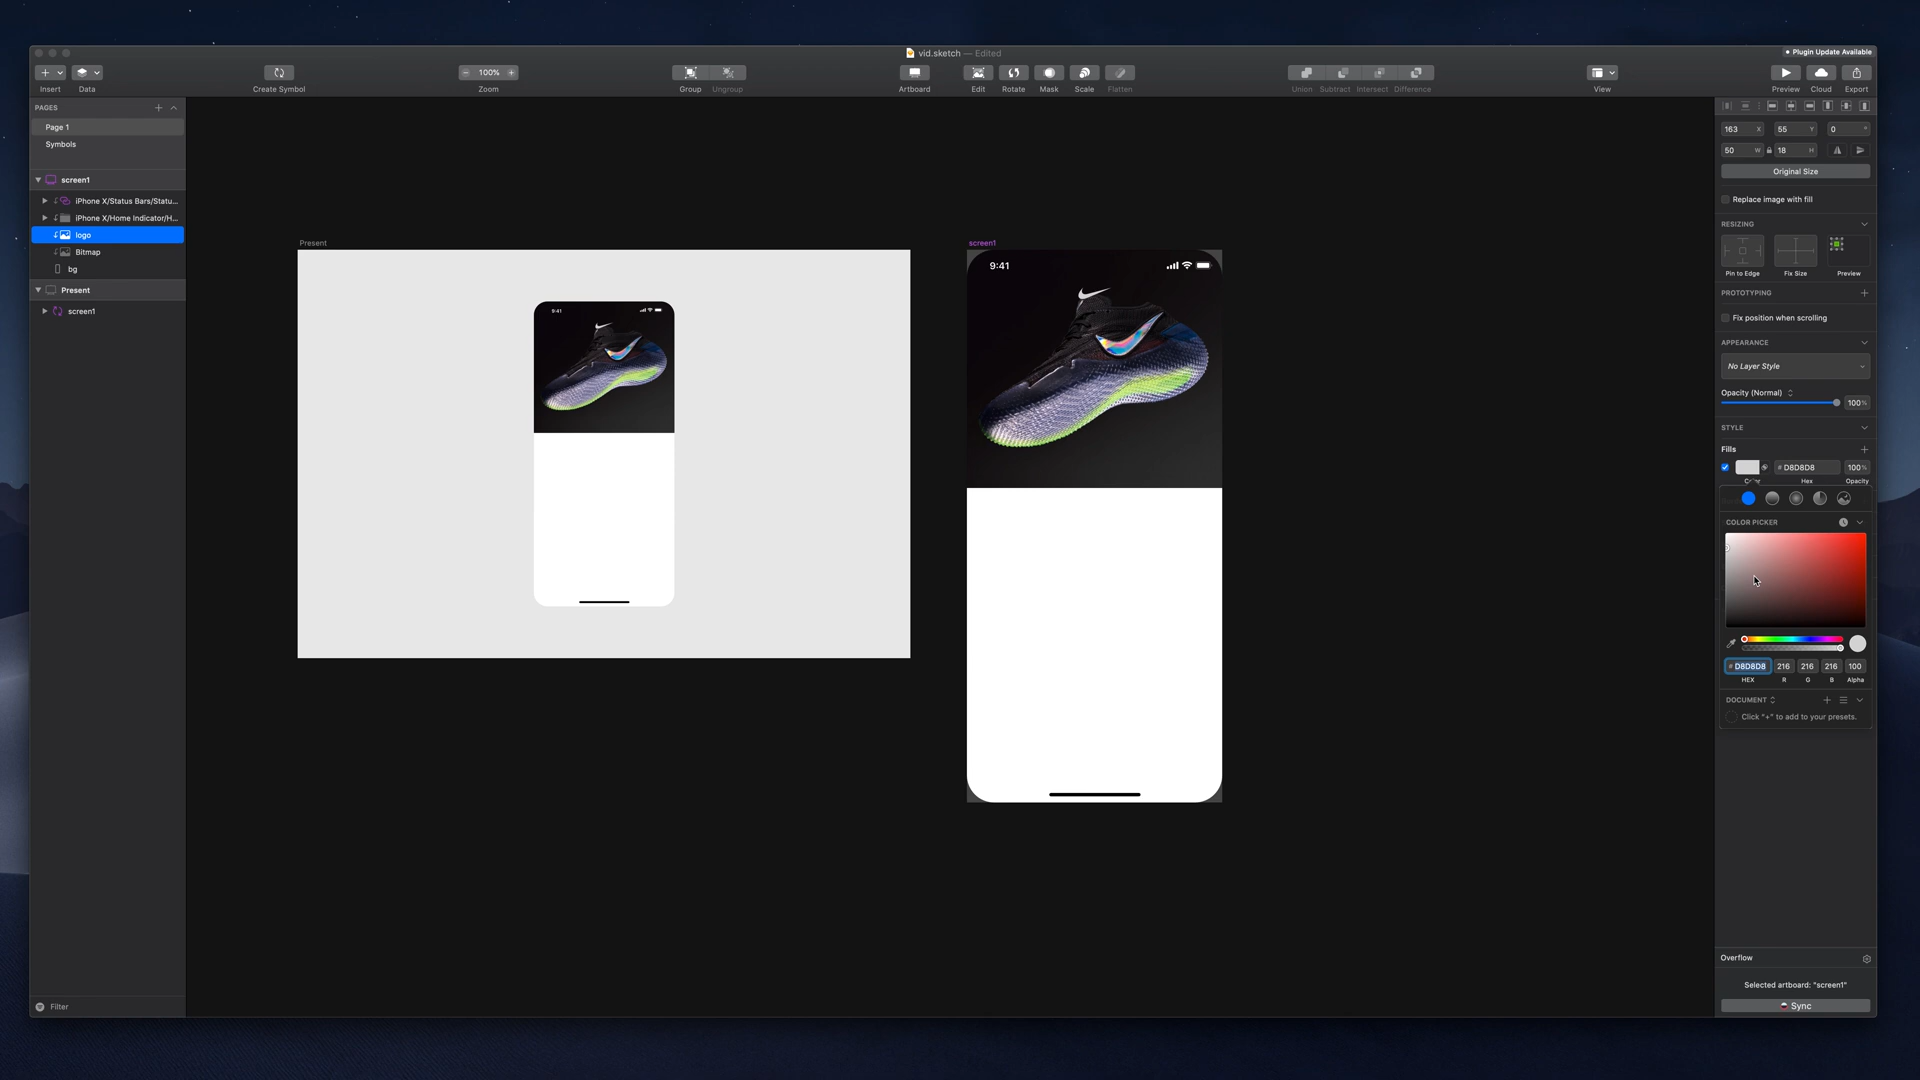 vid.sketch — Edited
Plugin Update Available
100%
Insert
Data
Create Symbol
Zoom
Group
Ungroup
Artboard
Edit
Rotate
Mask
Scale
Flatten
Union
Subtract
Intersect
Difference
View
Preview
Cloud
Export
PAGES
Page 1
Symbols
screen1
iPhone X/Status Bars/Statu...
iPhone X/Home Indicator/H...
logo
Bitmap
bg
Present
screen1
Filter
Present
9:41
screen1
9:41
163 X
55 Y
0 °
50 W
18 H
Original Size
Replace image with fill
RESIZING
Pin to Edge
Fix Size
Preview
PROTOTYPING
Fix position when scrolling
APPEARANCE
No Layer Style
Opacity (Normal)
100%
STYLE
Fills
# D8D8D8
100%
Hex
Opacity
COLOR PICKER
# D8D8D8
216
216
216
100
HEX
R
G
B
Alpha
DOCUMENT
Click "+" to add to your presets.
Overflow
Selected artboard: "screen1"
Sync